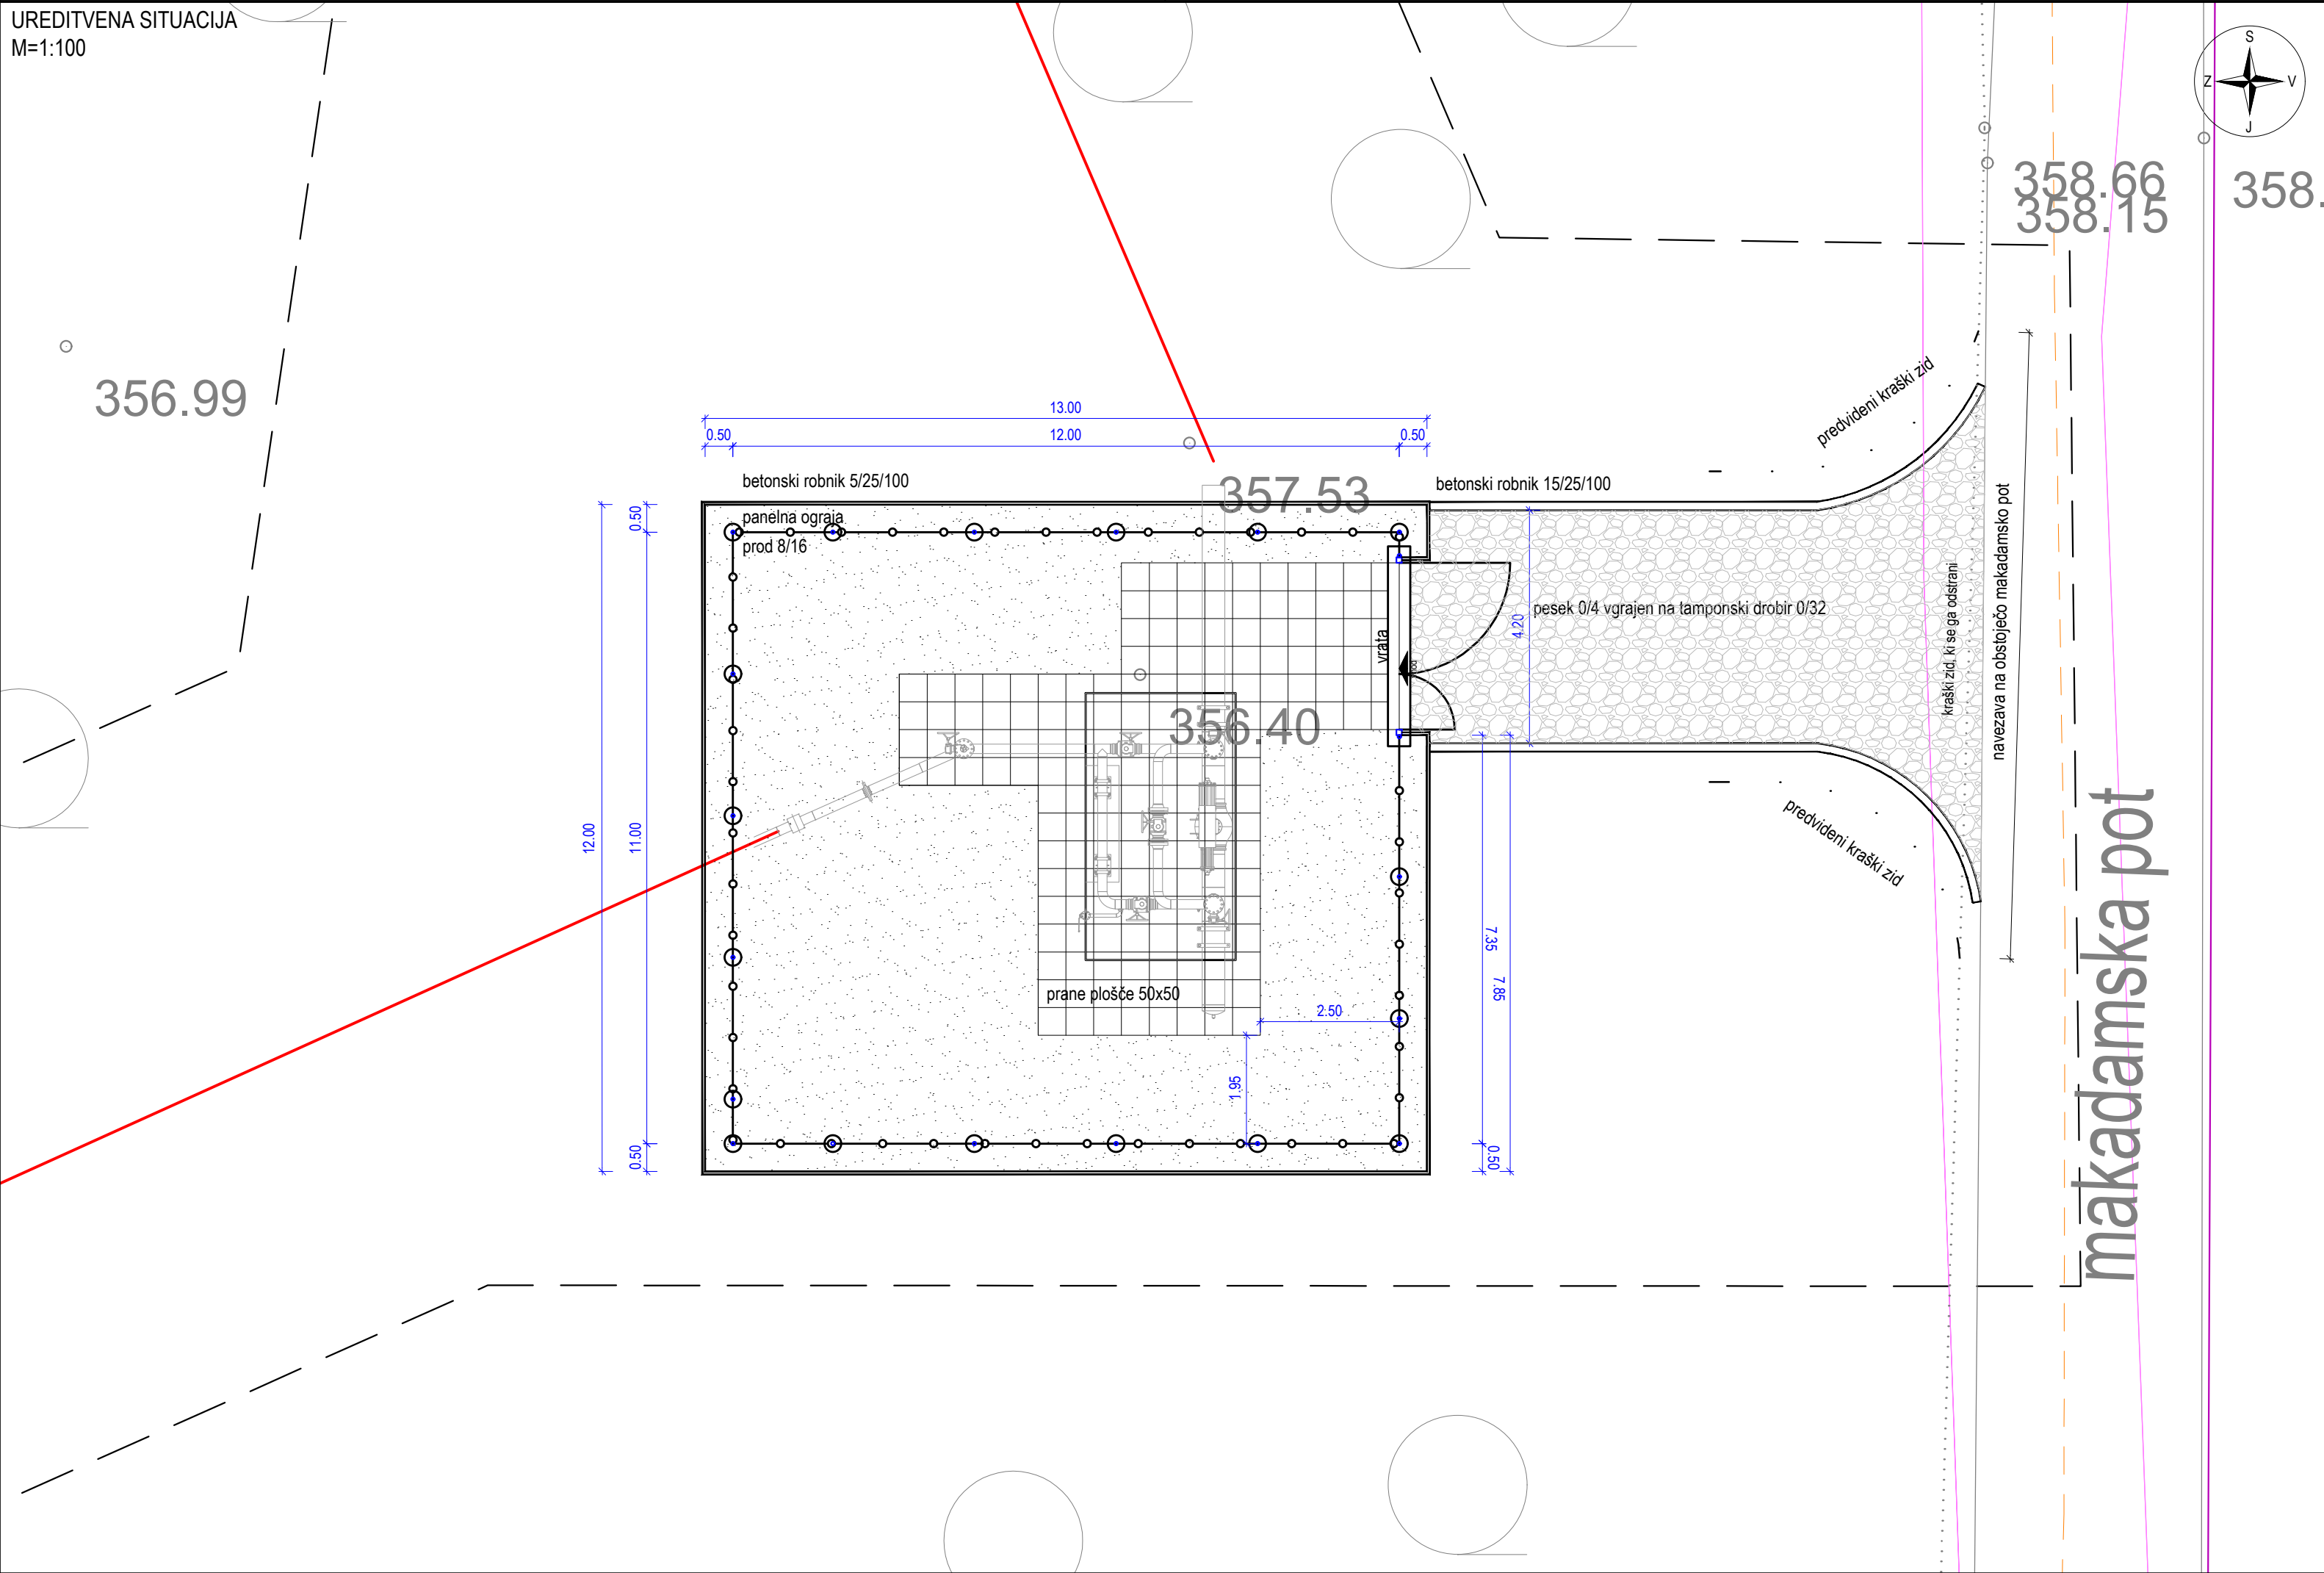 UREDITVENA SITUACIJA
M=1:100
S
Z
V
J
358.66
358.15
358.
356.99
13.00
0.50
12.00
0.50
betonski robnik 5/25/100
357.53
betonski robnik 15/25/100
panelna ograja
prod 8/16
0.50
12.00
11.00
0.50
predvideni kraški zid
pesek 0/4 vgrajen na tamponski drobir 0/32
4.20
vrata
kraški zid, ki se ga odstrani
navezava na obstoječo makadamsko pot
356.40
predvideni kraški zid
makadamska pot
7.35
7.85
0.50
prane plošče 50x50
2.50
1.95